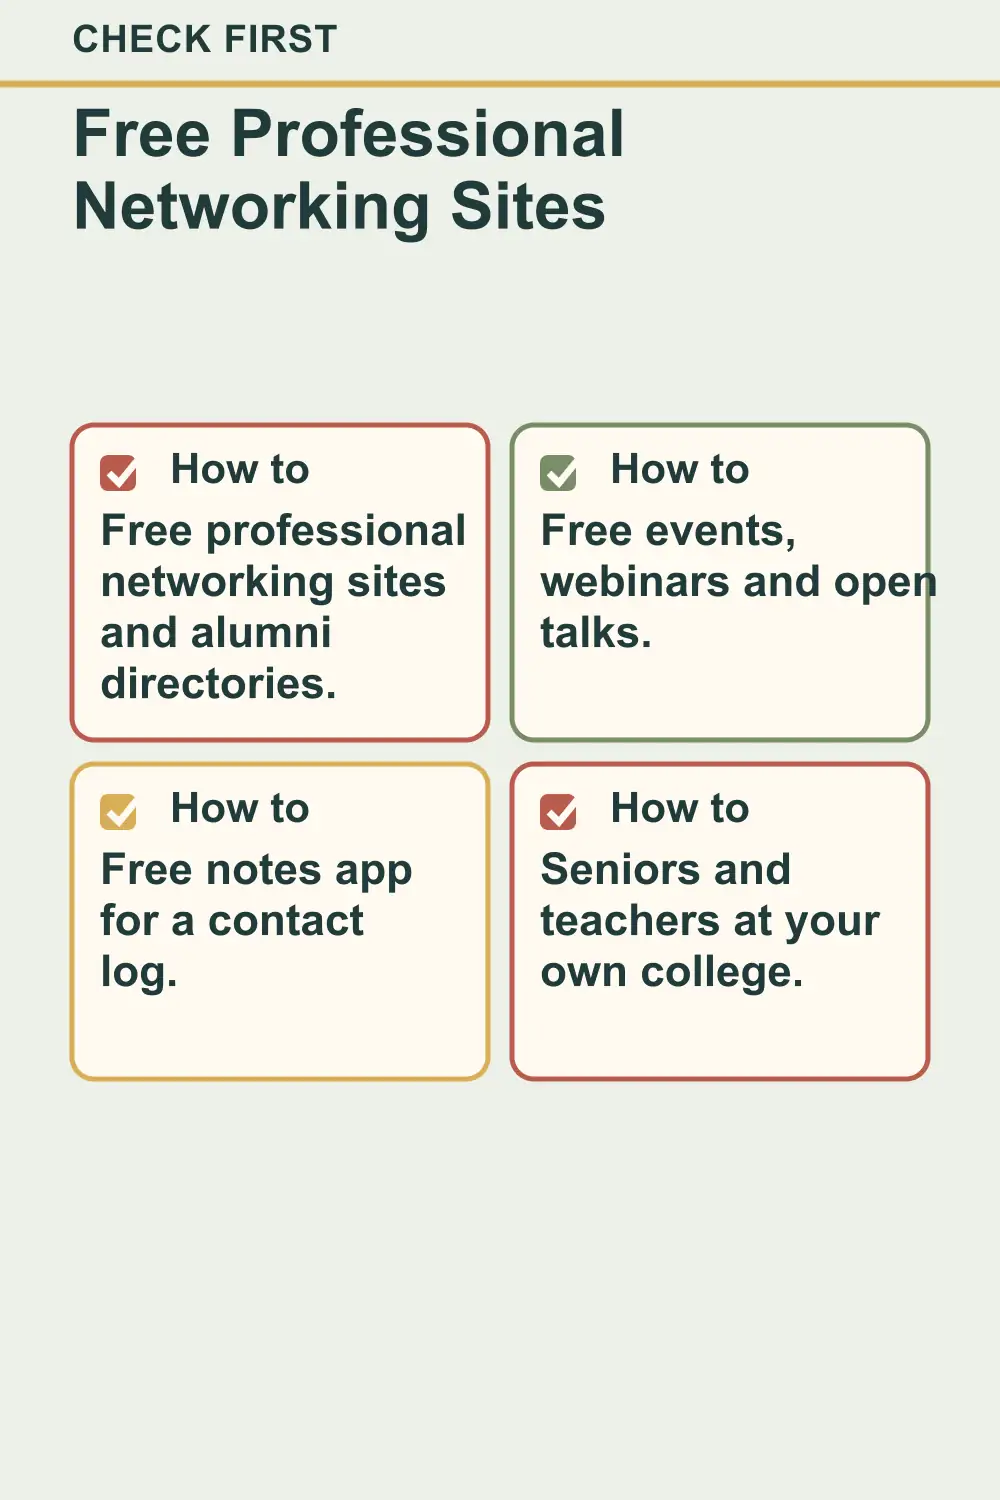 CHECK FIRST
Free Professional
Networking Sites
How to
Free professional
networking sites
and alumni
directories.
How to
Free events,
webinars and open
talks.
How to
Free notes app
for a contact
log.
How to
Seniors and
teachers at your
own college.